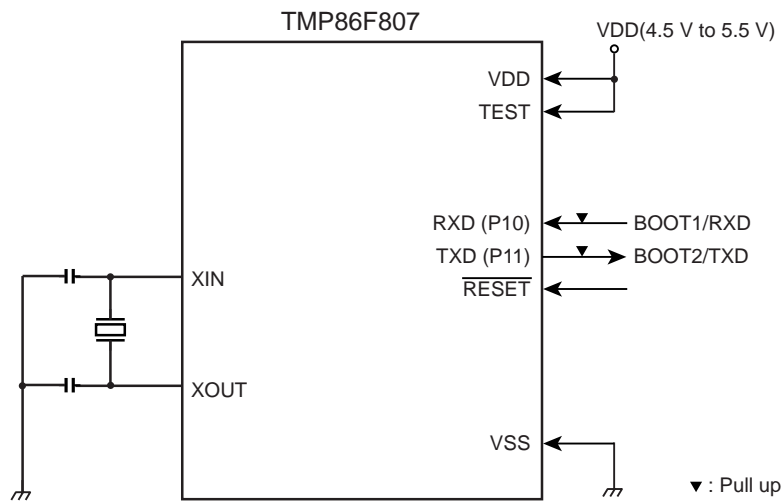 TMP86F807
VDD(4.5 V to 5.5 V)
VDD
TEST
RXD (P10)
BOOT1/RXD
TXD (P11)
BOOT2/TXD
RESET
XIN
XOUT
VSS
▼ : Pull up